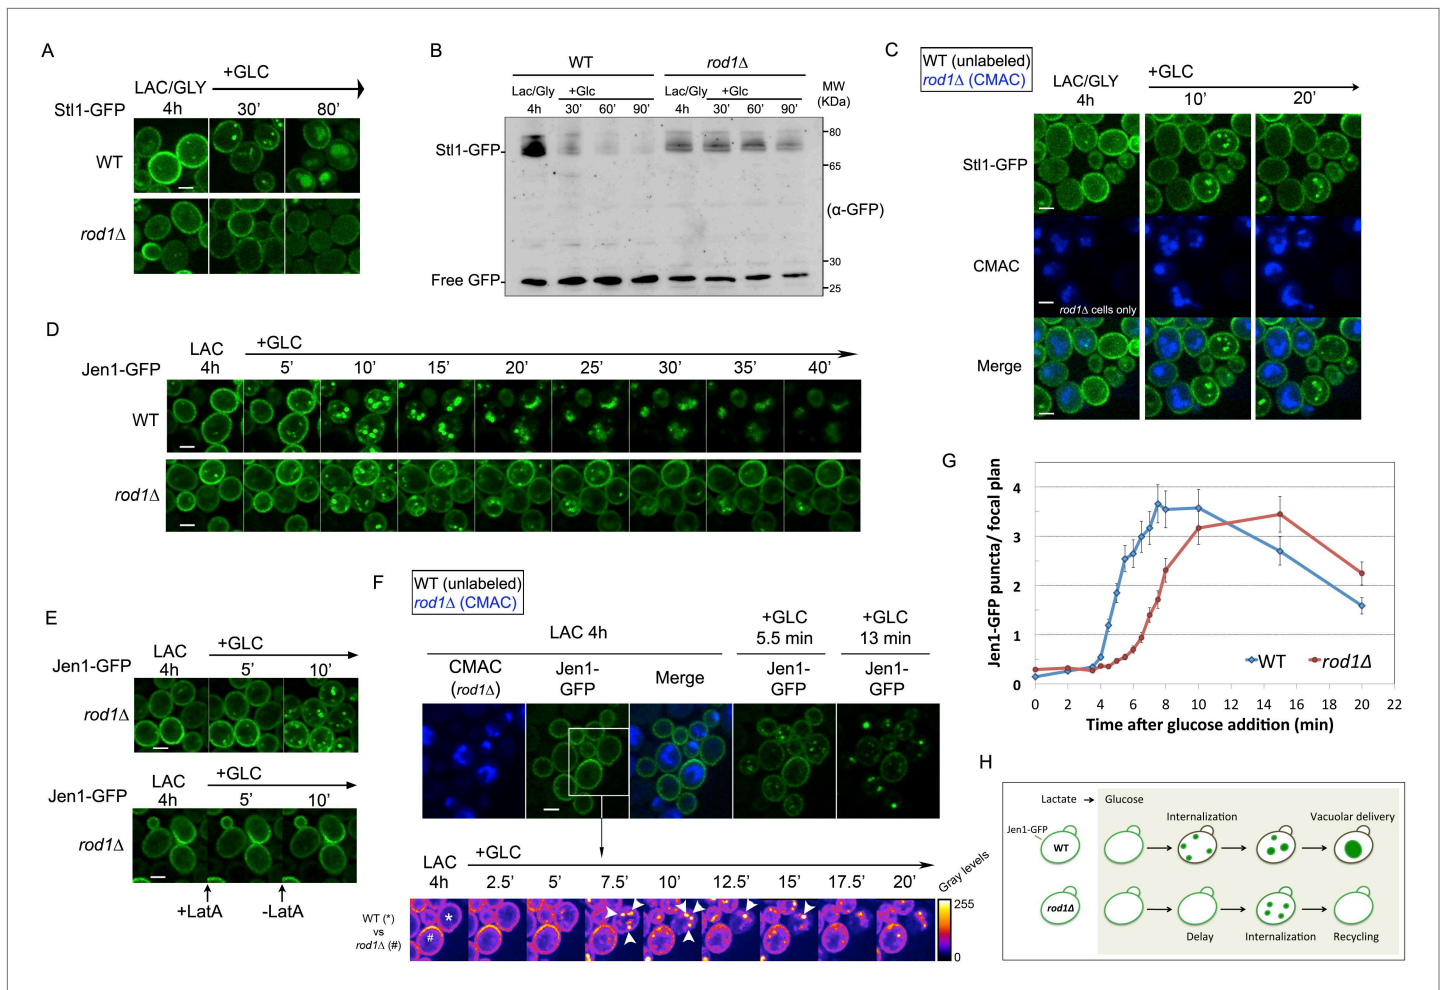 A
+GLC
LAC/GLY
Stl1-GFP 4h 30’ 80’
WT
rod1Δ
B
WT rod1Δ
Lac/Gly +Glc Lac/Gly +Glc MW (KDa)
4h 30’ 60’ 90’ 4h 30’ 60’ 90’
80
Stl1-GFP
65
(α-GFP)
30
Free GFP
25
C
WT (unlabeled)
rod1Δ (CMAC)
LAC/GLY +GLC
4h 10’ 20’
Stl1-GFP
CMAC
rod1Δ cells only
Merge
D
LAC +GLC
Jen1-GFP 4h 5’ 10’ 15’ 20’ 25’ 30’ 35’ 40’
WT
rod1Δ
E
+GLC
LAC
Jen1-GFP 4h 5’ 10’
rod1Δ
+GLC
LAC
Jen1-GFP 4h 5’ 10’
rod1Δ
+LatA -LatA
F
WT (unlabeled)
rod1Δ (CMAC)
LAC 4h
+GLC
5.5 min
+GLC
13 min
CMAC
(rod1Δ)
Jen1-
GFP
Merge
Jen1-
GFP
Jen1-
GFP
LAC +GLC
4h 2.5’ 5’ 7.5’ 10’ 12.5’ 15’ 17.5’ 20’
Gray levels
255
0
WT (*)
vs
rod1Δ (#)
*
#
G
Jen1-GFP puncta/ focal plan
4
3
2
1
0
WT rod1Δ
0 2 4 6 8 10 12 14 16 18 20 22
Time after glucose addition (min)
H
Lactate Glucose
Internalization Vacuolar delivery
Jen1-GFP
WT
rod1Δ
Delay Internalization Recycling